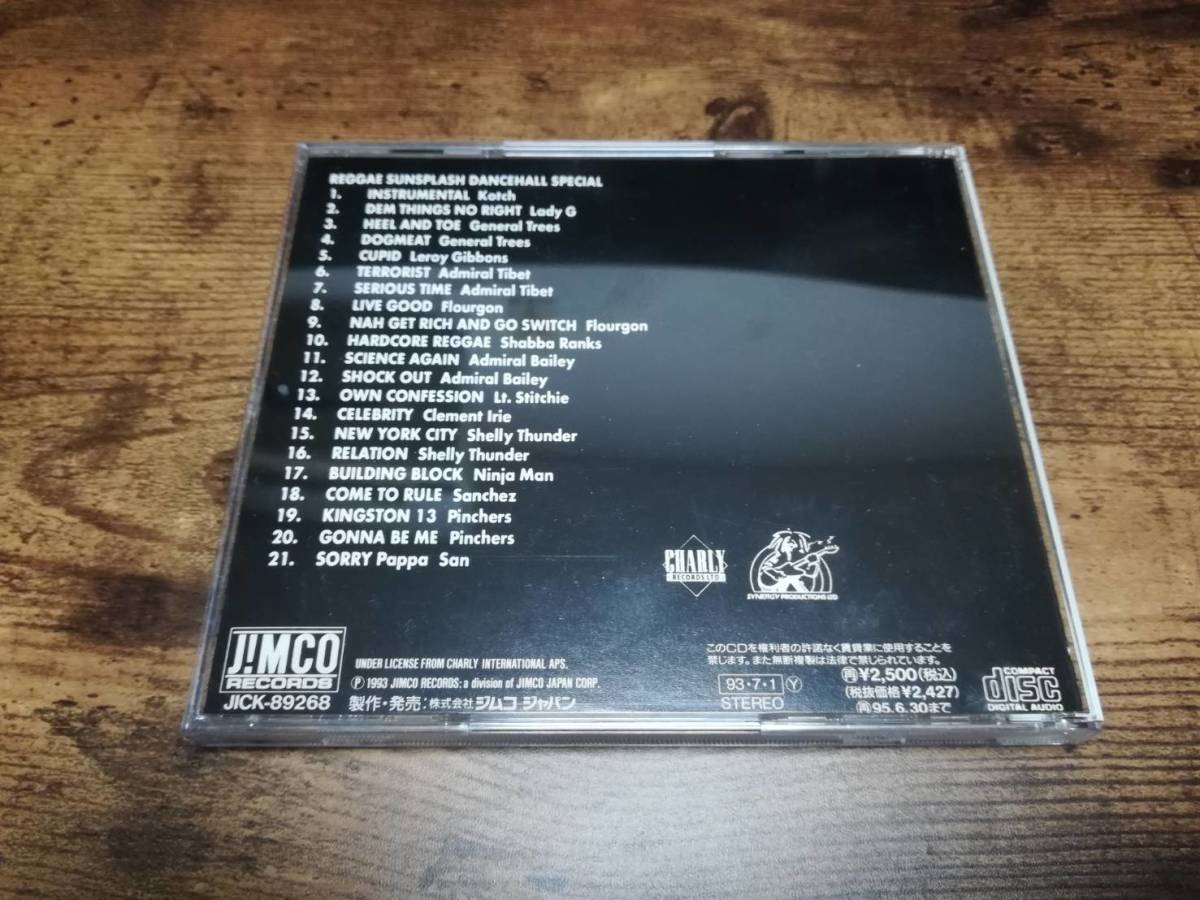 REGGAE SUNSPLASH DANCEHALL SPECIAL
1. INSTRUMENTAL Kotch
2. DEM THINGS NO RIGHT Lady G
3. HEEL AND TOE General Trees
4. DOGMEAT General Trees
5. CUPID Leroy Gibbons
6. TERRORIST Admiral Tibet
7. SERIOUS TIME Admiral Tibet
8. LIVE GOOD Flourgon
9. NAH GET RICH AND GO SWITCH Flourgon
10. HARDCORE REGGAE Shabba Ranks
11. SCIENCE AGAIN Admiral Bailey
12. SHOCK OUT Admiral Bailey
13. OWN CONFESSION Lt. Stitchie
14. CELEBRITY Clement Irie
15. NEW YORK CITY Shelly Thunder
16. RELATION Shelly Thunder
17. BUILDING BLOCK Ninja Man
18. COME TO RULE Sanchez
19. KINGSTON 13 Pinchers
20. GONNA BE ME Pinchers
21. SORRY Pappa San
CHARLY
RECORDS LTD
SYNERGY PRODUCTIONS LTD
J!MCO
RECORDS
JICK-89268
UNDER LICENSE FROM CHARLY INTERNATIONAL APS.
Ⓟ 1993 JIMCO RECORDS: a division of JIMCO JAPAN CORP.
製作・発売:株式会社ジムコ ジャパン
このCDを権利者の許諾なく賃貸業に使用することを
禁じます。また無断複製は法律で禁じられています。
93・7・1 Ⓨ
STEREO
㋐¥2,500(税込)
(税抜価格¥2,427)
㋐95.6.30まで
COMPACT
disc
DIGITAL AUDIO